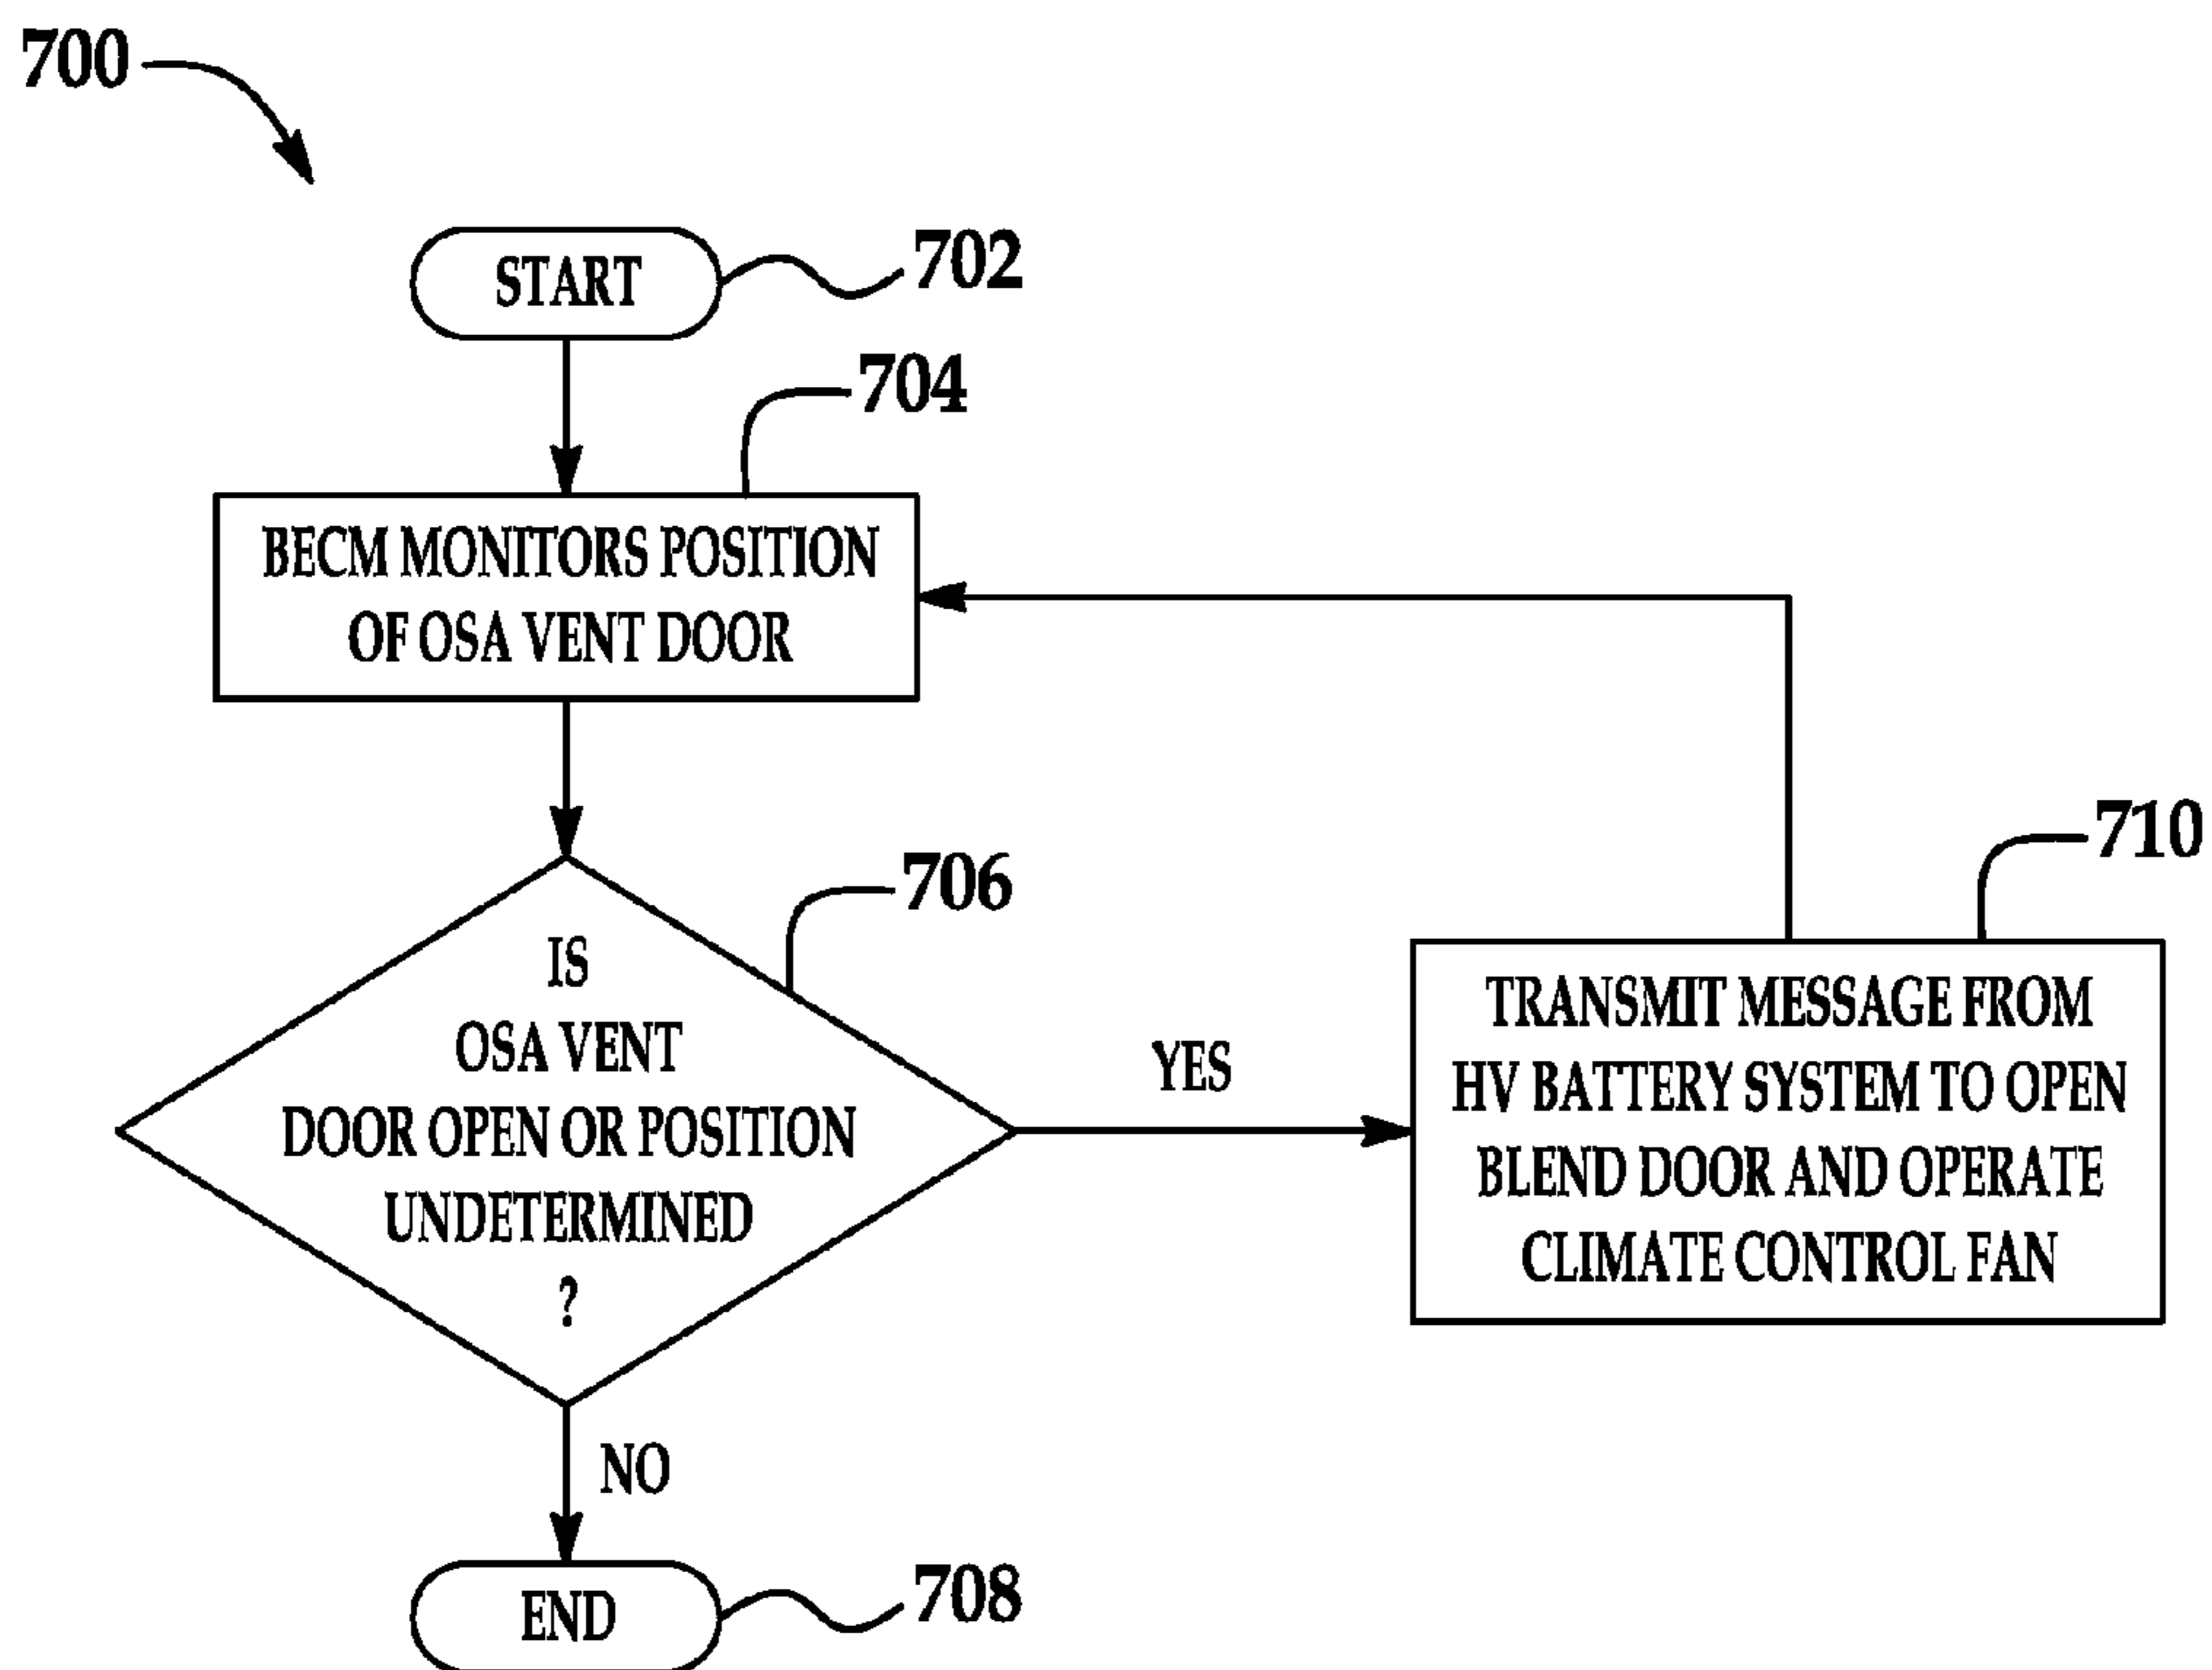 700
START
702
704
BECM MONITORS POSITION
OF OSA VENT DOOR
706
IS
OSA VENT
DOOR OPEN OR POSITION
UNDETERMINED
?
YES
710
TRANSMIT MESSAGE FROM
HV BATTERY SYSTEM TO OPEN
BLEND DOOR AND OPERATE
CLIMATE CONTROL FAN
NO
END
708